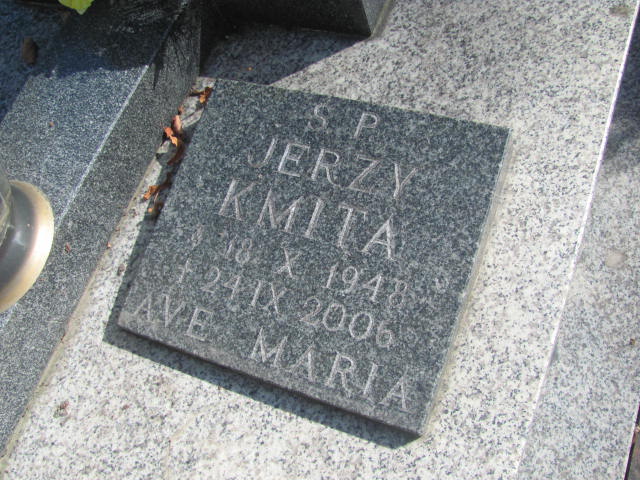 Ś P
JERZY
KMITA
* 18 X 1948
† 24 IX 2006
AVE MARIA